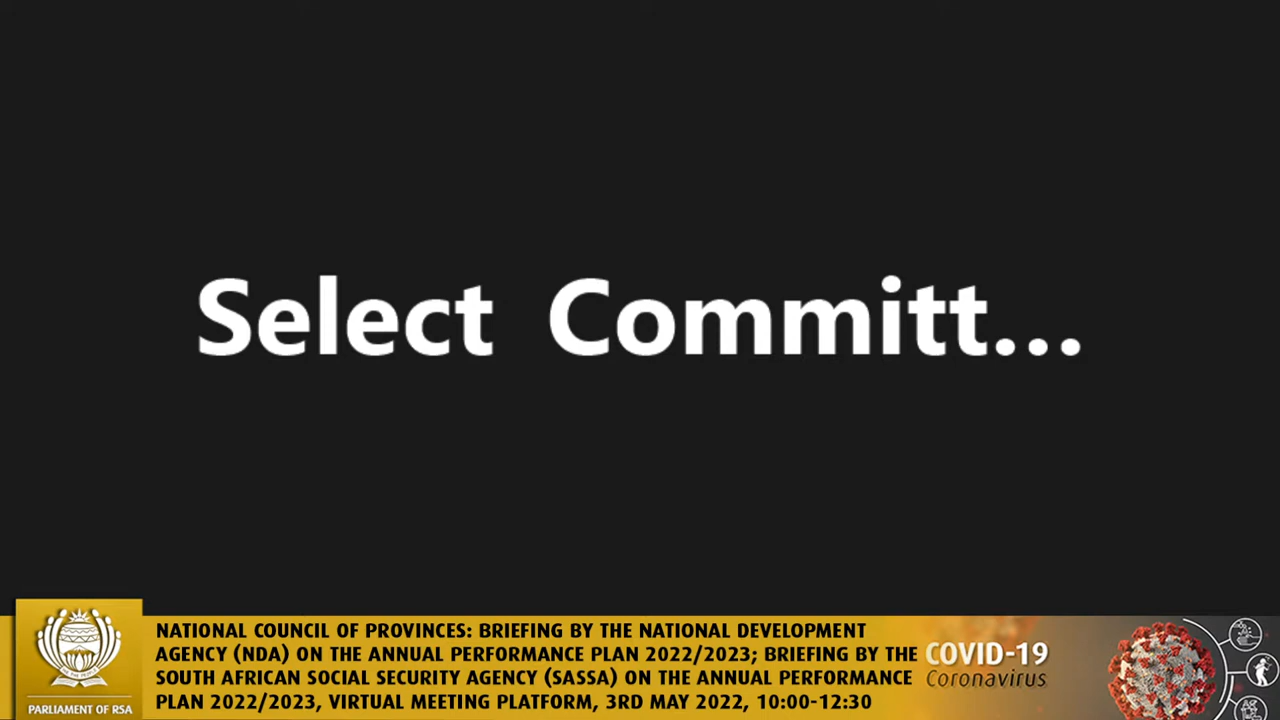 Select Committ...
NATIONAL COUNCIL OF PROVINCES: BRIEFING BY THE NATIONAL DEVELOPMENT
AGENCY (NDA) ON THE ANNUAL PERFORMANCE PLAN 2022/2023; BRIEFING BY THE
SOUTH AFRICAN SOCIAL SECURITY AGENCY (SASSA) ON THE ANNUAL PERFORMANCE
PLAN 2022/2023, VIRTUAL MEETING PLATFORM, 3RD MAY 2022, 10:00-12:30
PARLIAMENT OF RSA
COVID-19
Coronavirus